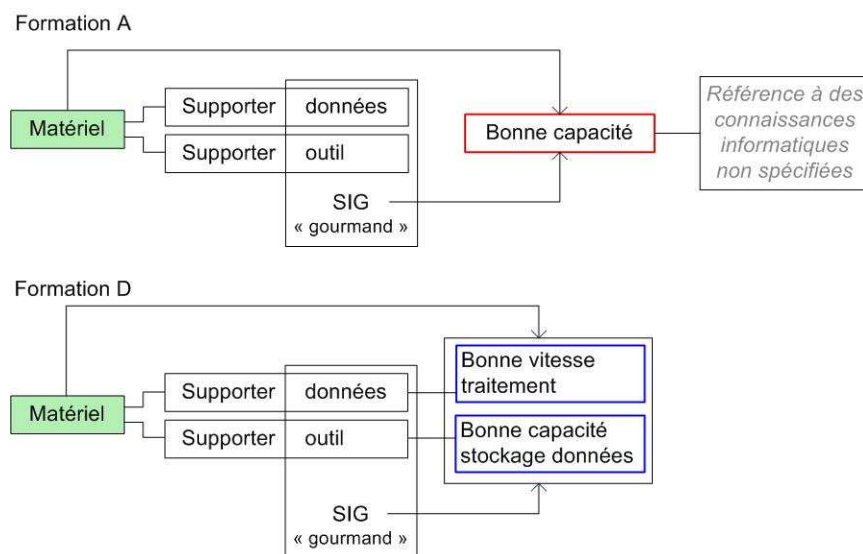 Formation A
Matériel
Supporter données
Supporter outil
SIG
« gourmand »
Bonne capacité
Référence à des
connaissances
informatiques
non spécifiées
Formation D
Matériel
Supporter données
Supporter outil
SIG
« gourmand »
Bonne vitesse
traitement
Bonne capacité
stockage données